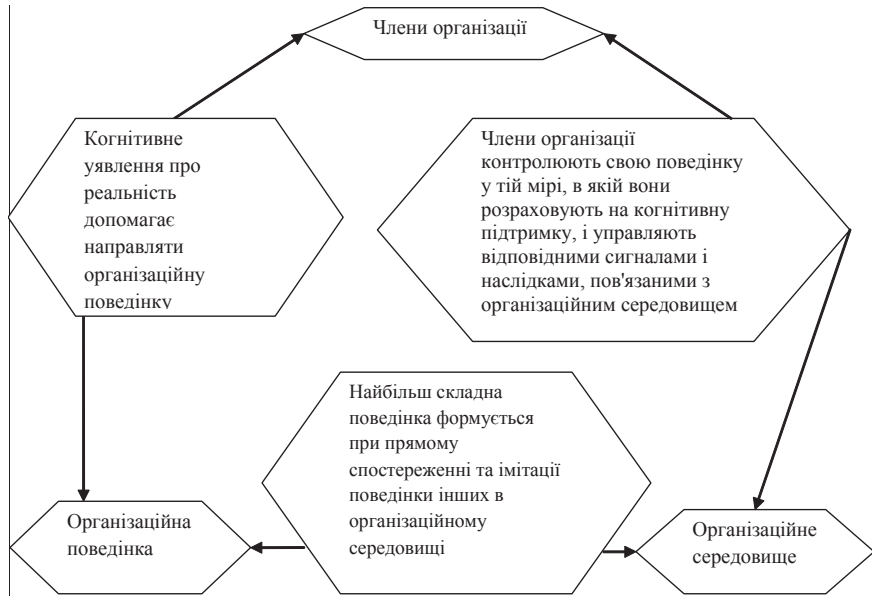 Члени організації
Когнітивне
уявлення про
реальність
допомагає
направляти
організаційну
поведінку
Члени організації
контролюють свою поведінку
у тій мірі, в якій вони
розраховують на когнітивну
підтримку, і управляють
відповідними сигналами і
наслідками, пов'язаними з
організаційним середовищем
Найбільш складна
поведінка формується
при прямому
спостереженні та імітації
поведінки інших в
організаційному
середовищі
Організаційна
поведінка
Організаційне
середовище